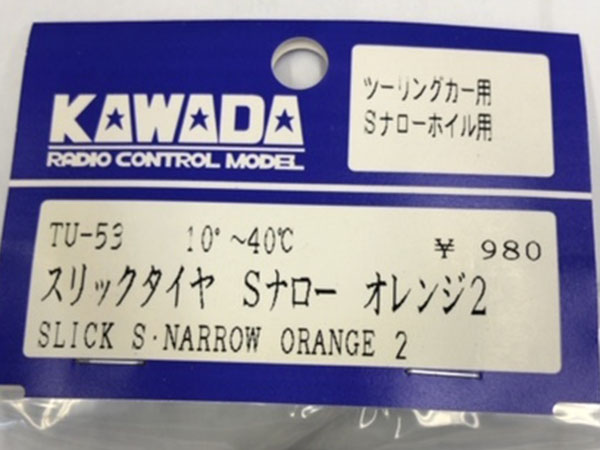 KAWADA
RADIO CONTROL MODEL
ツーリングカー用
Sナローホイル用
TU-53 10°~40℃ ¥ 980
スリックタイヤ Sナロー オレンジ2
SLICK S・NARROW ORANGE 2